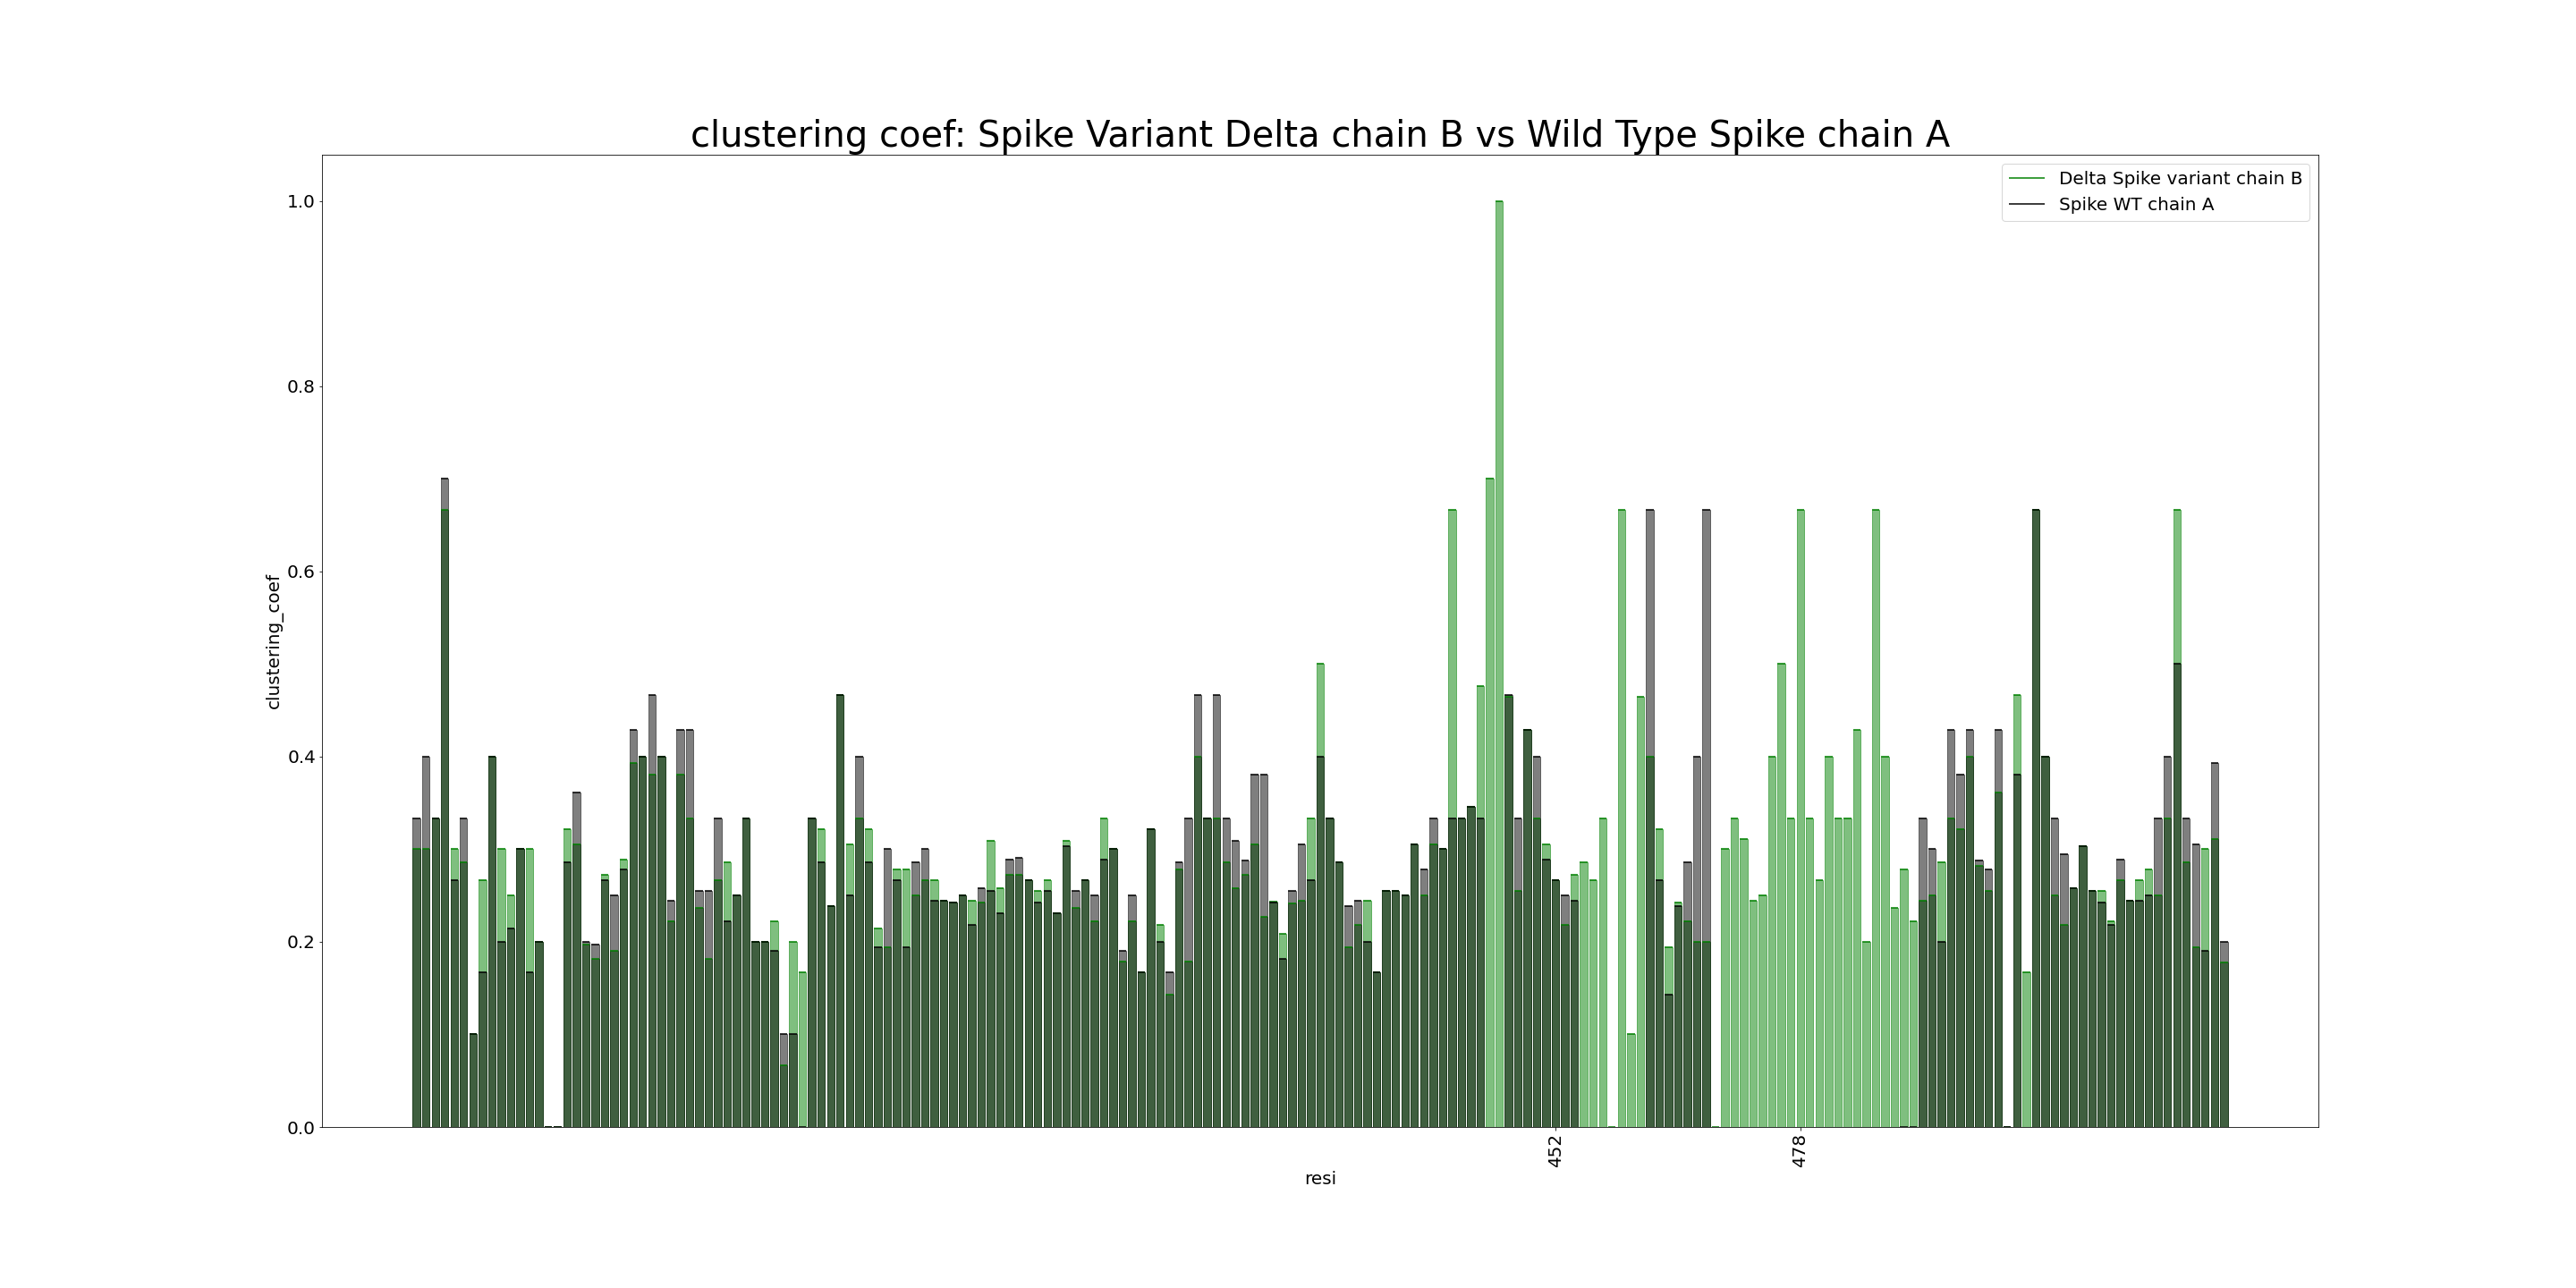 clustering coef: Spike Variant Delta chain B vs Wild Type Spike chain A
Delta Spike variant chain B
Spike WT chain A
1.0
0.8
0.6
0.4
0.2
0.0
clustering_coef
452
478
resi